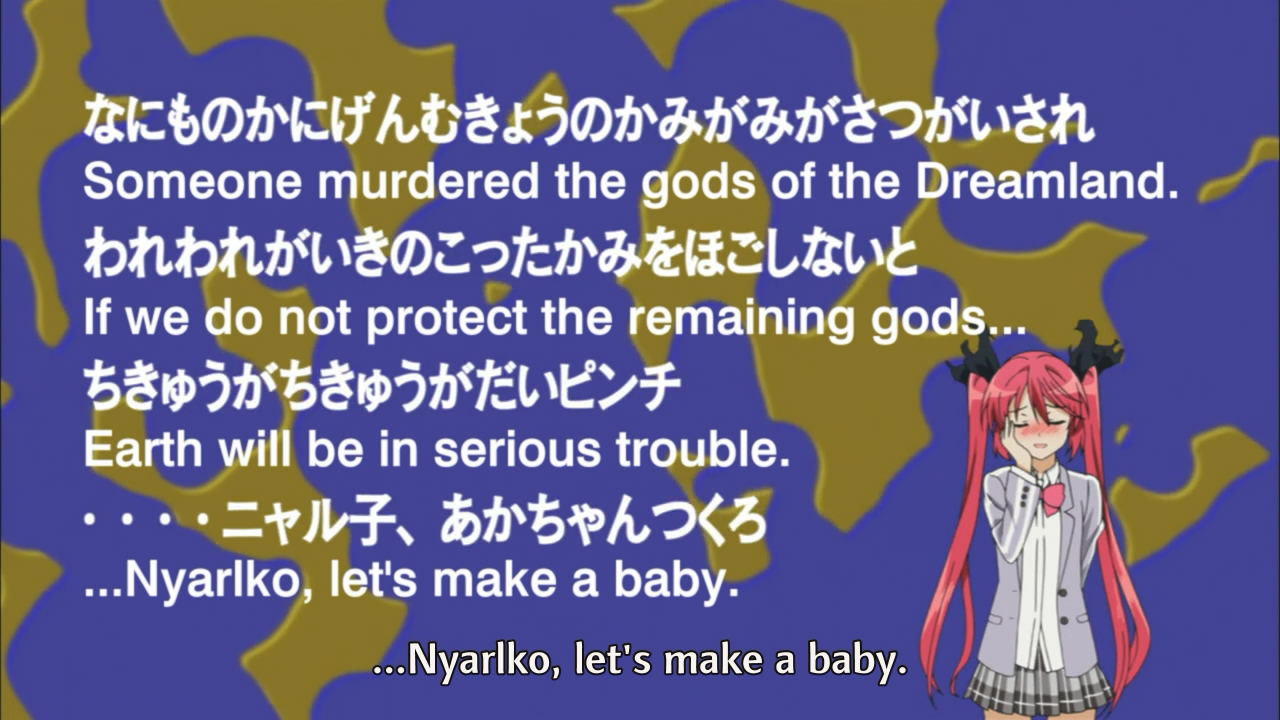 なにものかにげんむきょうのかみがみがさつがいされ
Someone murdered the gods of the Dreamland.
われわれがいきのこったかみをほごしないと
If we do not protect the remaining gods...
ちきゅうがちきゅうがだいピンチ
Earth will be in serious trouble.
・・・・ニャル子、あかちゃんつくろ
...Nyarlko, let's make a baby.
...Nyarlko, let's make a baby.